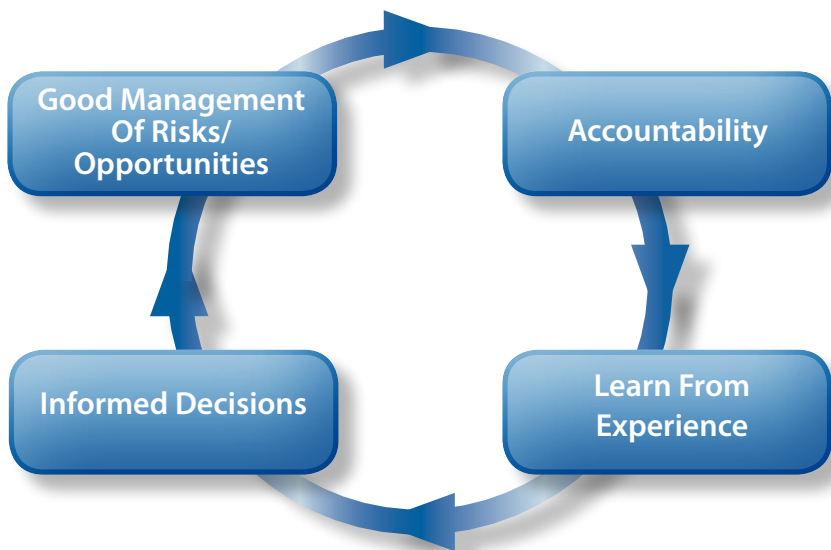 Good Management
Of Risks/
Opportunities
Accountability
Informed Decisions
Learn From
Experience